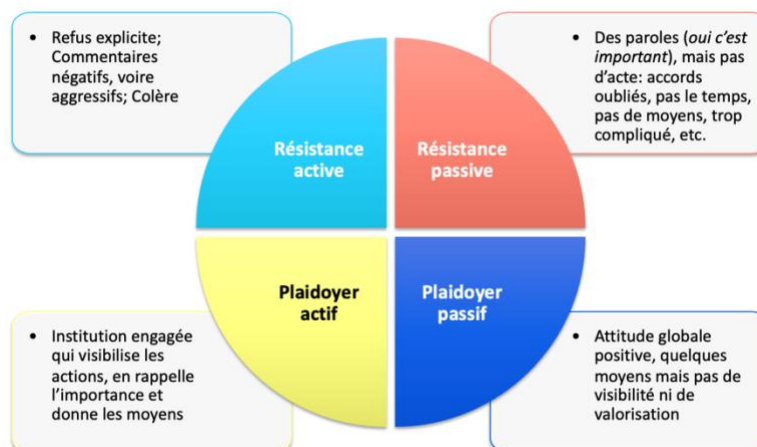 • Refus explicite;
Commentaires
négatifs, voire
aggressifs; Colère
• Des paroles (oui c'est
important), mais pas
d'acte: accords
oubliés, pas le temps,
pas de moyens, trop
compliqué, etc.
Résistance
active
Résistance
passive
Plaidoyer
actif
Plaidoyer
passif
• Institution engagée
qui visibilise les
actions, en rappelle
l'importance et
donne les moyens
• Attitude globale
positive, quelques
moyens mais pas de
visibilité ni de
valorisation